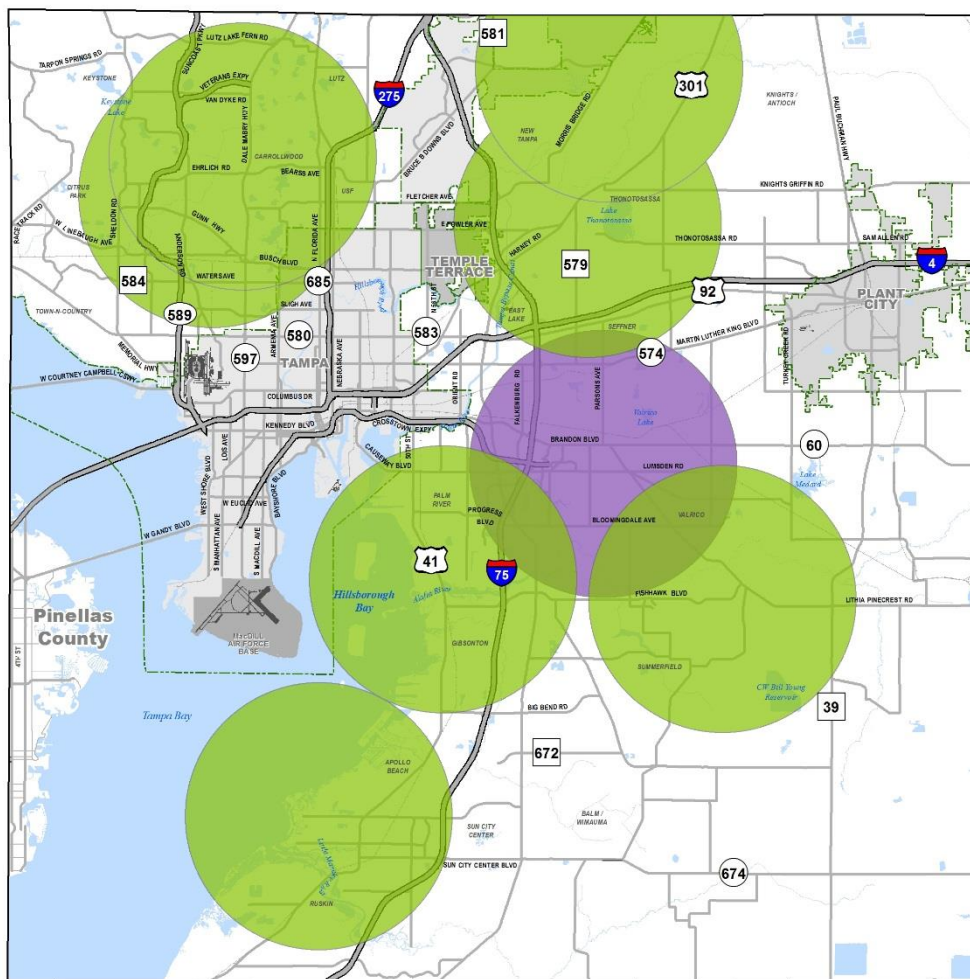 LUTZ LAKE FERN RD
SUNCOAST PKWY
TARPON SPRINGS RD
KEYSTONE
Keystone
Lake
VETERANS EXPY
VAN DYKE RD
DALE MABRY HWY
LUTZ
275
581
301
MORRIS BRIDGE RD
NEW
TAMPA
KNIGHTS /
ANTIOCH
PAUL BUCHMAN HWY
BRUCE B DOWNS BLVD
CARROLLWOOD
EHRLICH RD
BEARSS AVE
USF
CITRUS
PARK
SHELDON RD
RACE TRACK RD
W LINEBAUGH AVE
GUNN HWY
ANDERSON RD
N FLORIDA AVE
FLETCHER AVE
E FOWLER AVE
THONOTOSASSA
Lake
Thonotosassa
KNIGHTS GRIFFIN RD
HARNEY RD
THONOTOSASSA RD
SAM ALLEN RD
579
584
WATERS AVE
BUSCH BLVD
685
TEMPLE
TERRACE
4
92
PLANT
CITY
TOWN-N-COUNTRY
589
SLIGH AVE
ARMENIA AVE
580
583
EAST
LAKE
SEFFNER
MARTIN LUTHER KING BLVD
TURKEY CREEK RD
MEMORIAL HWY
597
TAMPA
NEBRASKA AVE
574
W COURTNEY CAMPBELL CSWY
COLUMBUS DR
ORIENT RD
FALKENBURG RD
PARSONS AVE
Valrico
Lake
KENNEDY BLVD
CROSSTOWN EXPY
50TH ST
CAUSEWAY BLVD
BRANDON BLVD
60
LOIS AVE
WEST SHORE BLVD
BAYSHORE BLVD
LUMSDEN RD
Lake
Medard
W EUCLID AVE
PALM
RIVER
PROGRESS
BLVD
BLOOMINGDALE AVE
VALRICO
W GANDY BLVD
S MANHATTAN AVE
S MACDILL AVE
41
75
Hillsborough
Bay
Alafia River
FISHHAWK BLVD
LITHIA PINECREST RD
Pinellas
County
4TH ST
MACDILL
AIR FORCE
BASE
GIBSONTON
SUMMERFIELD
CW Bill Young
Reservoir
Tampa Bay
BIG BEND RD
39
672
APOLLO
BEACH
SUN CITY
CENTER
BALM /
WIMAUMA
SUN CITY CENTER BLVD
674
RUSKIN